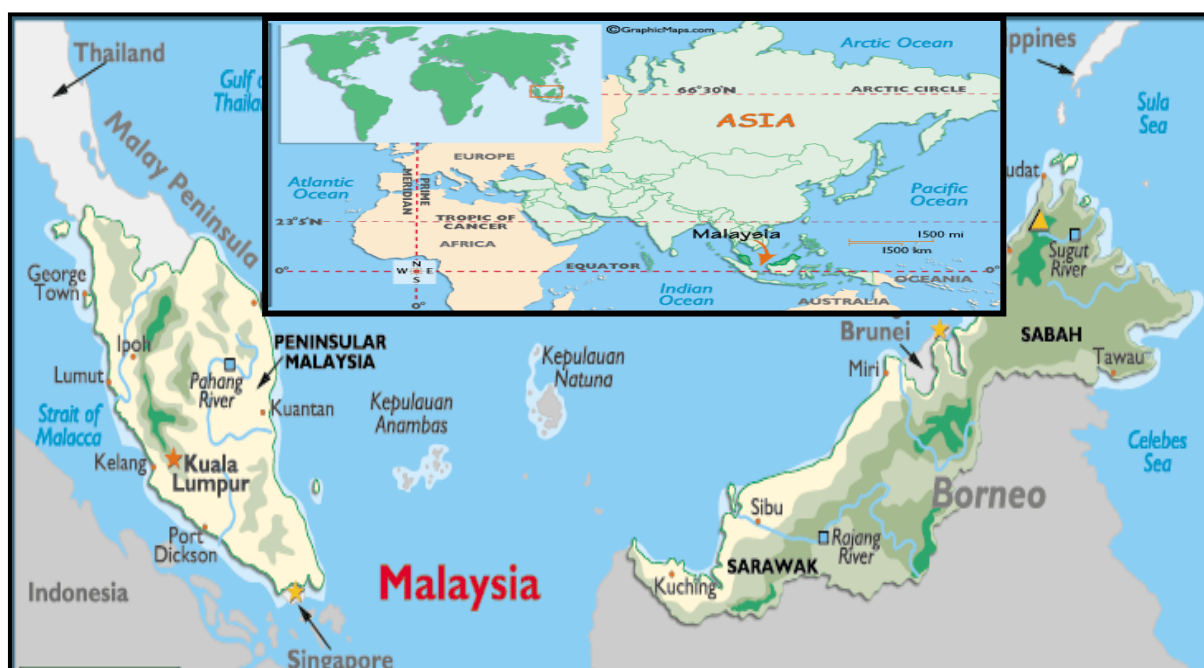 Thailand
Gulf o
Thailan
Malay Peninsula
George
Town
Ipoh
Lumut
PENINSULAR
MALAYSIA
Pahang
River
Kuantan
Strait of
Malacca
Kelang
Kuala
Lumpur
Port
Dickson
Indonesia
Singapore
Malaysia
Kepulauan
Natuna
Kepulauan
Anambas
©GraphicMaps.com
Arctic Ocean
66°30'N
ARCTIC CIRCLE
ASIA
EUROPE
Atlantic
Ocean
PRIME
MERIDIAN
Pacific
Ocean
23°5N
TROPIC OF
CANCER
AFRICA
Malaysia
1500 mi
1500 km
0°
N
W E
S
EQUATOR
0°
Indian
Ocean
OCEANIA
AUSTRALIA
0°
ppines
Sula
Sea
udat
Sugut
River
SABAH
Brunei
Miri
Tawau
Celebes
Sea
Borneo
Sibu
Rajang
River
SARAWAK
Kuching